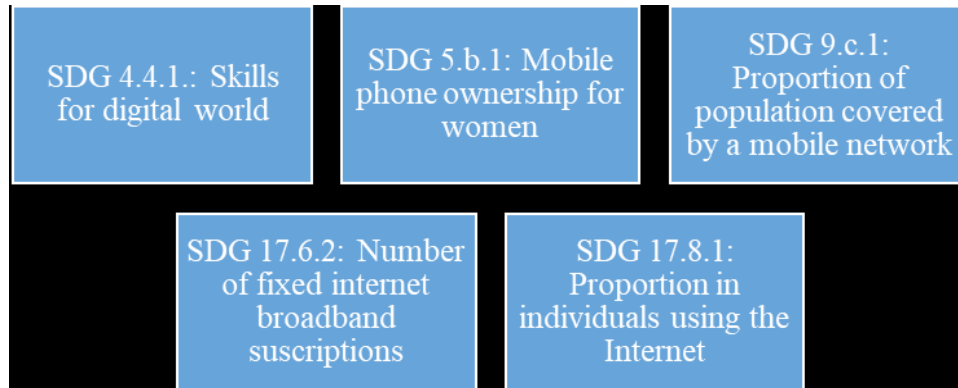 SDG 4.4.1.: Skills
for digital world
SDG 5.b.1: Mobile
phone ownership for
women
SDG 9.c.1:
Proportion of
population covered
by a mobile network
SDG 17.6.2: Number
of fixed internet
broadband
suscriptions
SDG 17.8.1:
Proportion in
individuals using the
Internet